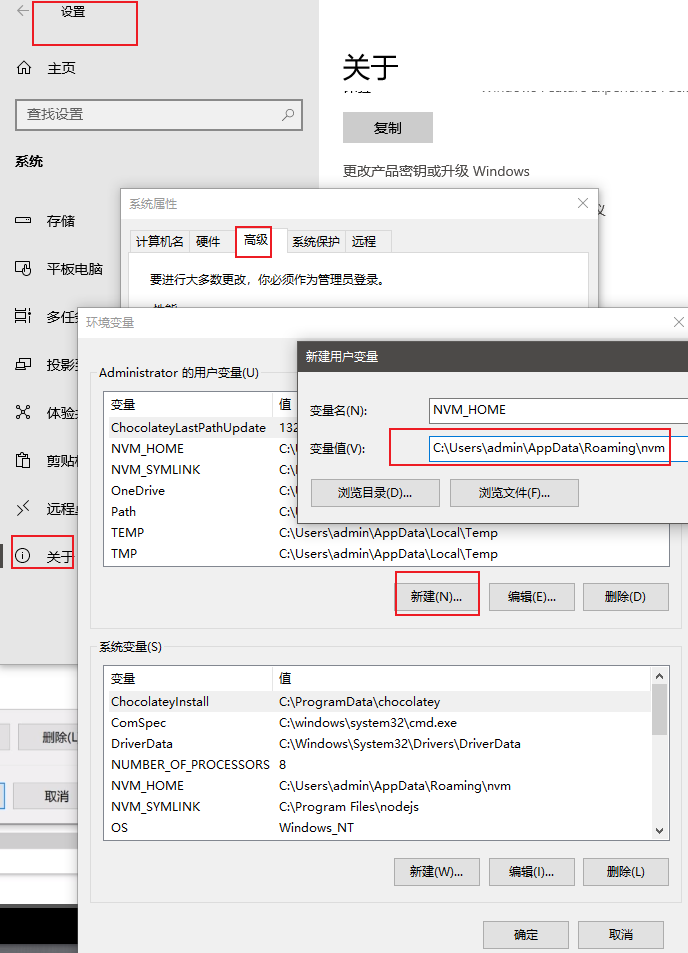 设置
主页
查找设置
系统
存储
平板电脑
多任
投影到
体验
剪贴
远程
关于
关于
Windows Feature Experience Pack
复制
更改产品密钥或升级 Windows
系统属性
计算机名 硬件 高级 系统保护 远程
要进行大多数更改，你必须作为管理员登录。
性能
环境变量
新建用户变量
变量名(N): NVM_HOME
变量值(V): C:\Users\admin\AppData\Roaming\nvm
浏览目录(D)... 浏览文件(F)...
Administrator 的用户变量(U)
变量 值
ChocolateyLastPathUpdate 132
NVM_HOME C:\U
NVM_SYMLINK C:\
OneDrive C:\
Path C:\
TEMP C:\Users\admin\AppData\Local\Temp
TMP C:\Users\admin\AppData\Local\Temp
新建(N)... 编辑(E)... 删除(D)
系统变量(S)
变量 值
ChocolateyInstall C:\ProgramData\chocolatey
ComSpec C:\windows\system32\cmd.exe
DriverData C:\Windows\System32\Drivers\DriverData
NUMBER_OF_PROCESSORS 8
NVM_HOME C:\Users\admin\AppData\Roaming\nvm
NVM_SYMLINK C:\Program Files\nodejs
OS Windows_NT
新建(W)... 编辑(I)... 删除(L)
确定 取消
删除(L
取消